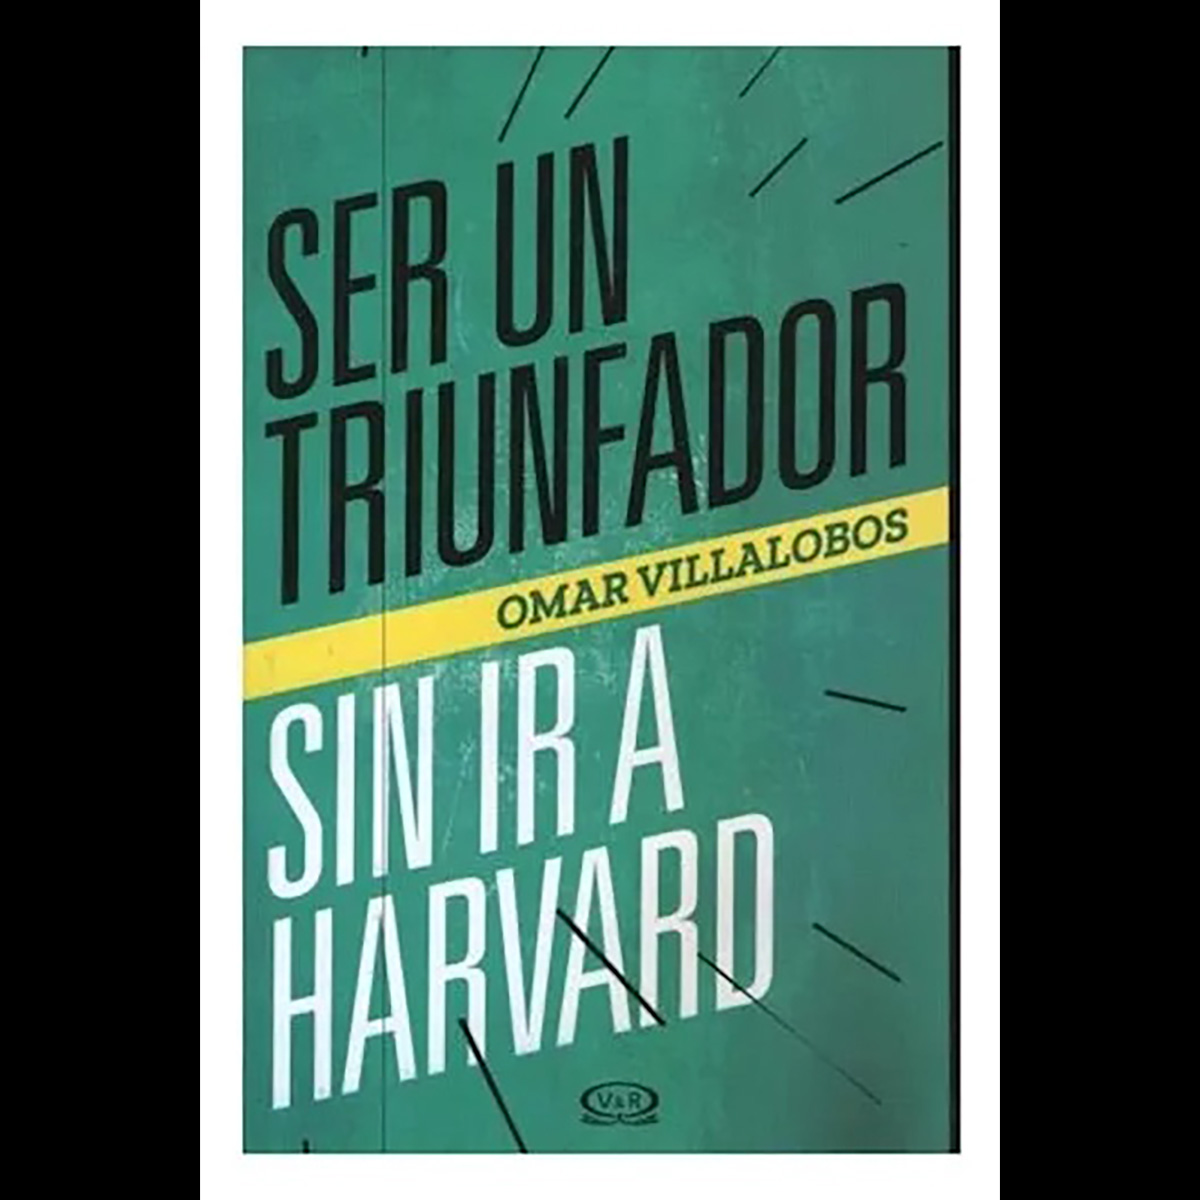 SER UN
TRIUNFADOR
OMAR VILLALOBOS
SIN IR A
HARVARD
V&R